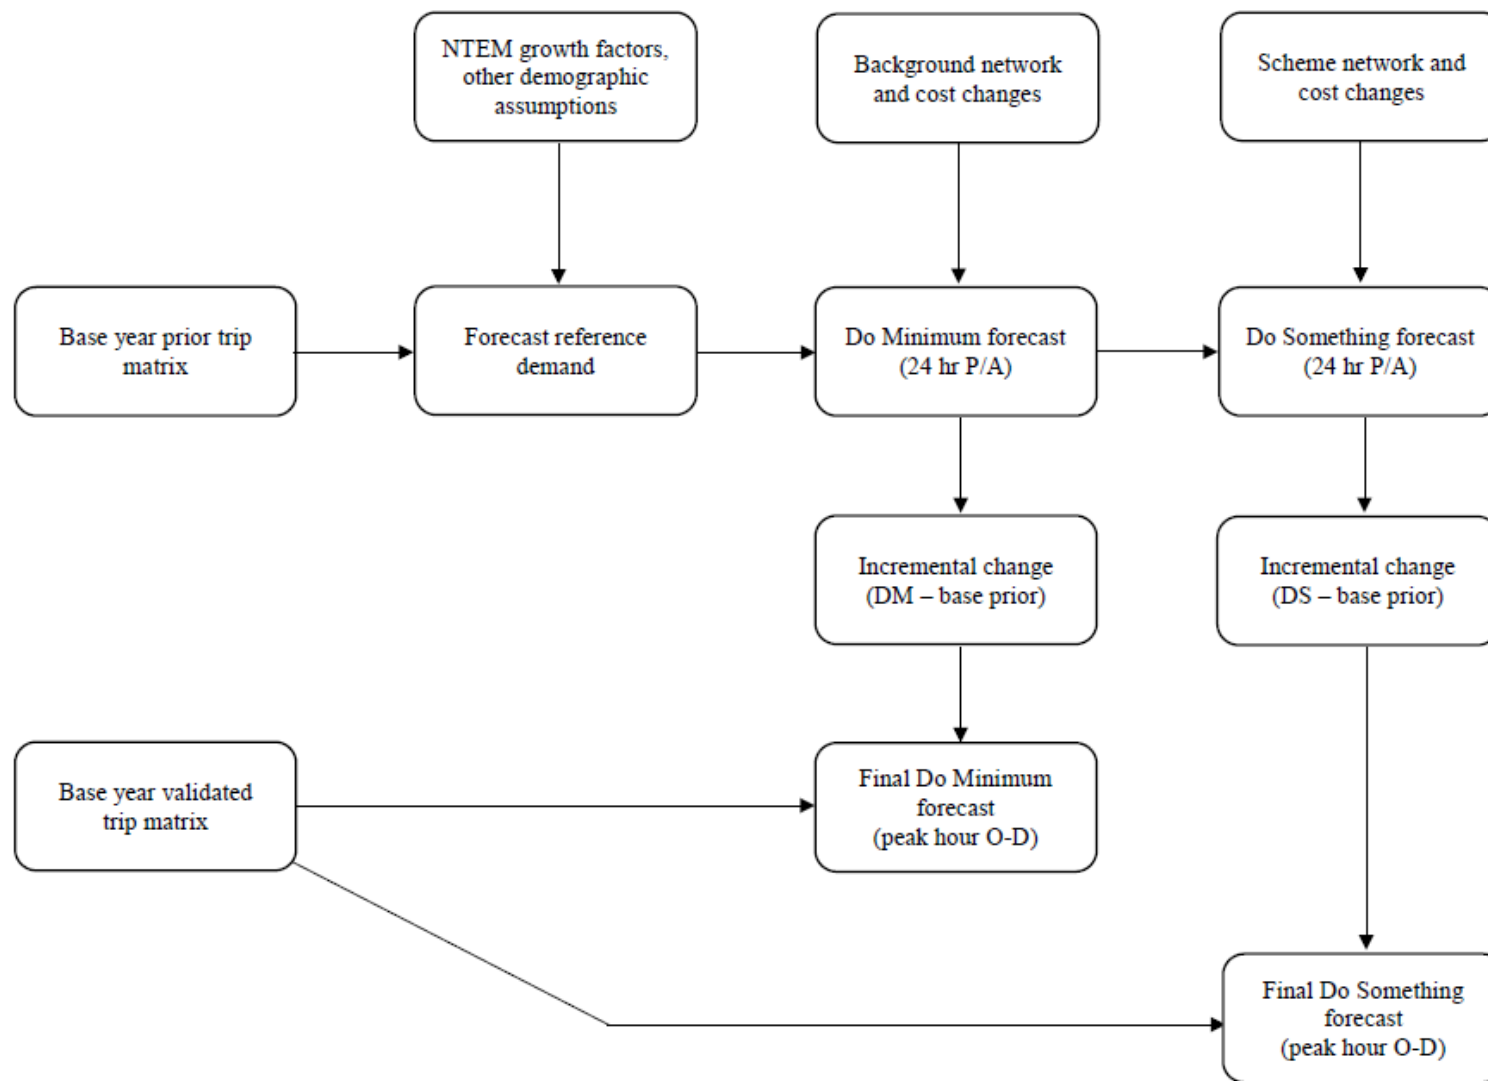 NTEM growth factors,
other demographic
assumptions
Background network
and cost changes
Scheme network and
cost changes
Base year prior trip
matrix
Forecast reference
demand
Do Minimum forecast
(24 hr P/A)
Do Something forecast
(24 hr P/A)
Incremental change
(DM – base prior)
Incremental change
(DS – base prior)
Base year validated
trip matrix
Final Do Minimum
forecast
(peak hour O-D)
Final Do Something
forecast
(peak hour O-D)